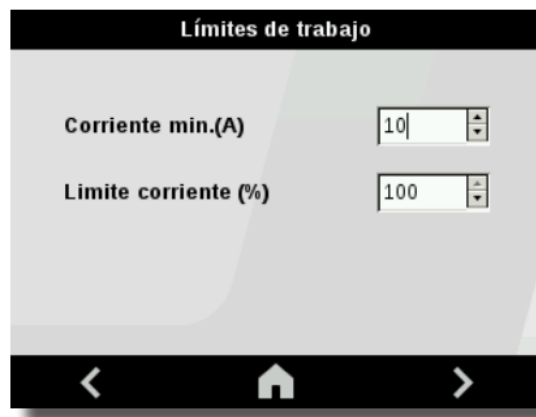 Límites de trabajo
Corriente min.(A) 10
Limite corriente (%) 100